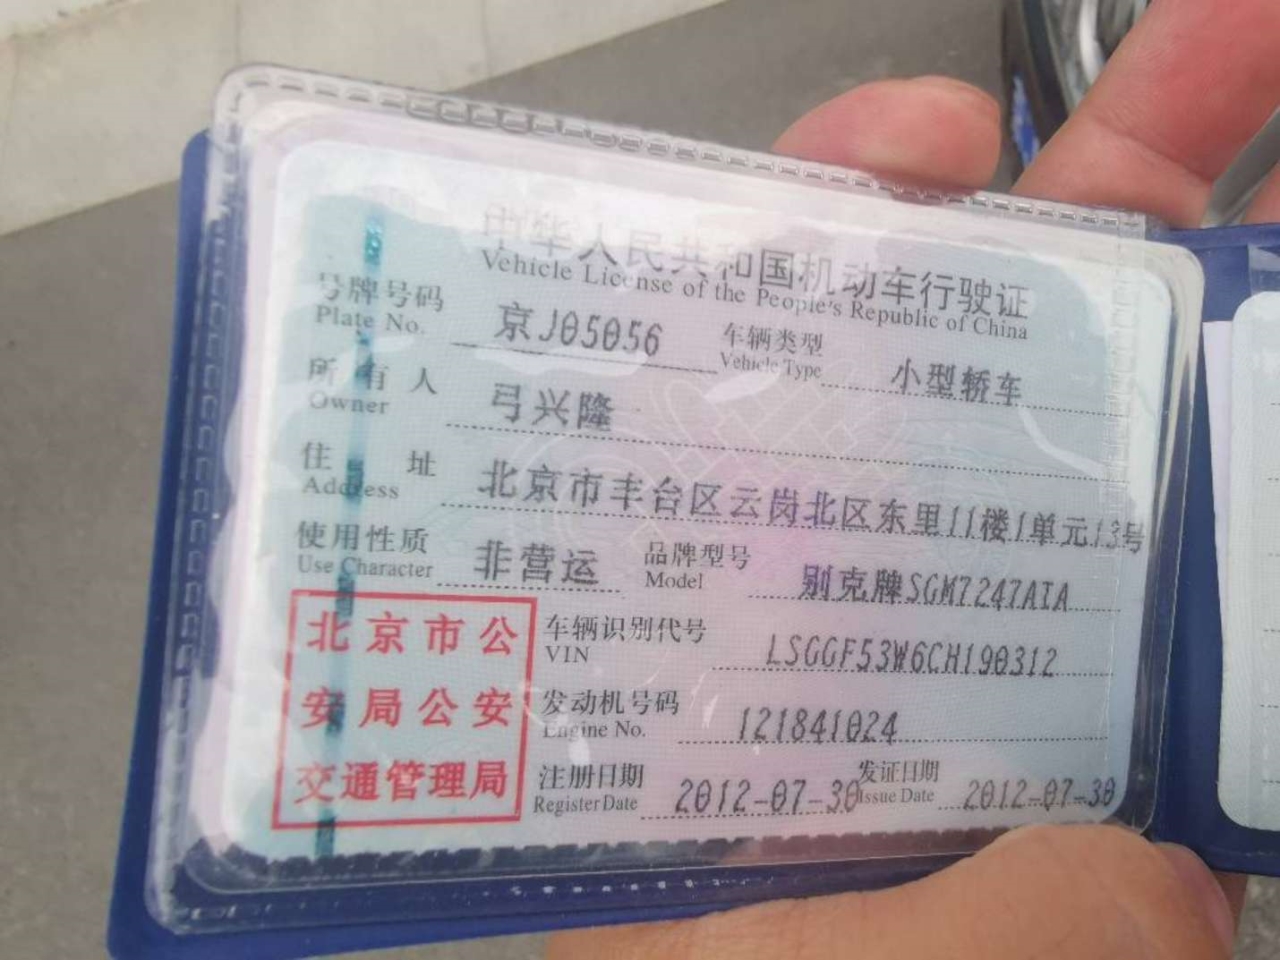 中华人民共和国机动车行驶证
Vehicle License of the People's Republic of China
号牌号码 京J05056 车辆类型 小型轿车
Plate No. Vehicle Type
所有人 弓兴隆
Owner
住址 北京市丰台区云岗北区东里11楼1单元13号
Address
使用性质 非营运 品牌型号 别克牌SGM7247ATA
Use Character Model
北京市公安局公安交通管理局
车辆识别代号 LSGGF53W6CH190312
VIN
发动机号码 121841024
Engine No.
注册日期 2012-07-30 发证日期 2012-07-30
Register Date Issue Date